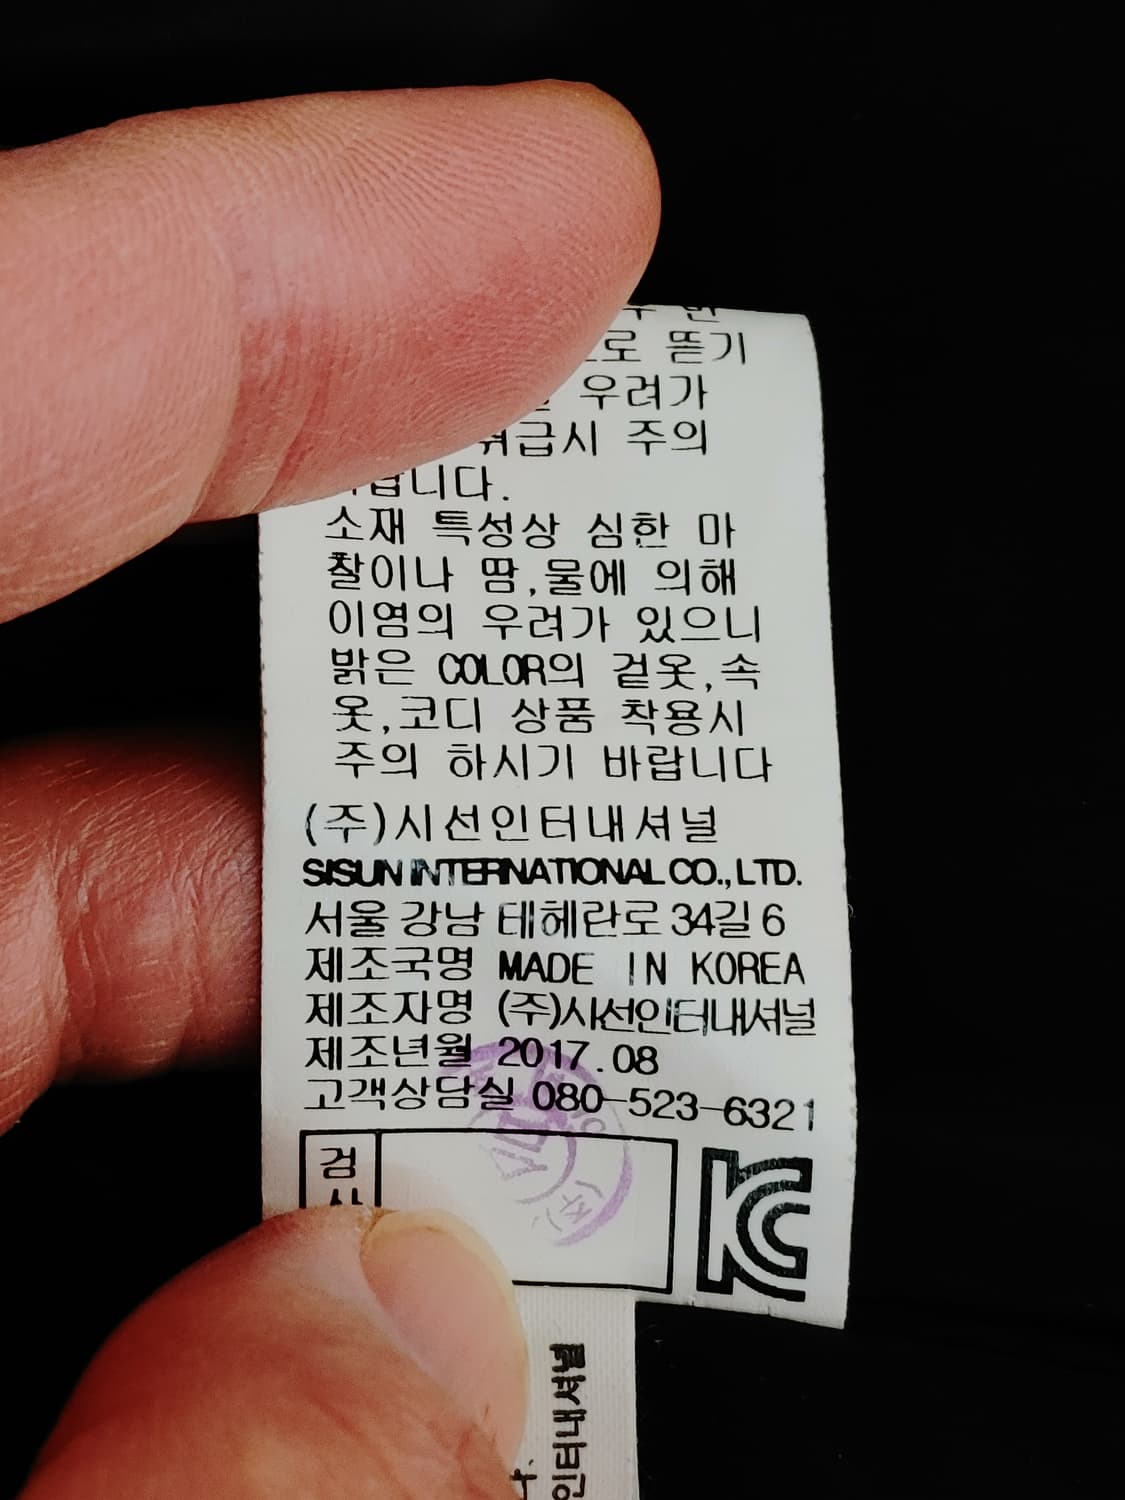 뜯기
우려가
취급시 주의
소재 특성상 심한 마
찰이나 땀,물에 의해
이염의 우려가 있으니
밝은 COLOR의 겉옷,속
옷,코디 상품 착용시
주의 하시기 바랍니다
(주)시선인터내셔널
SISUN INTERNATIONAL CO., LTD.
서울 강남 테헤란로 34길 6
제조국명 MADE IN KOREA
제조자명 (주)시선인터내셔널
제조년월 2017.08
고객상담실 080-523-6321
검
KC
인터내셔널